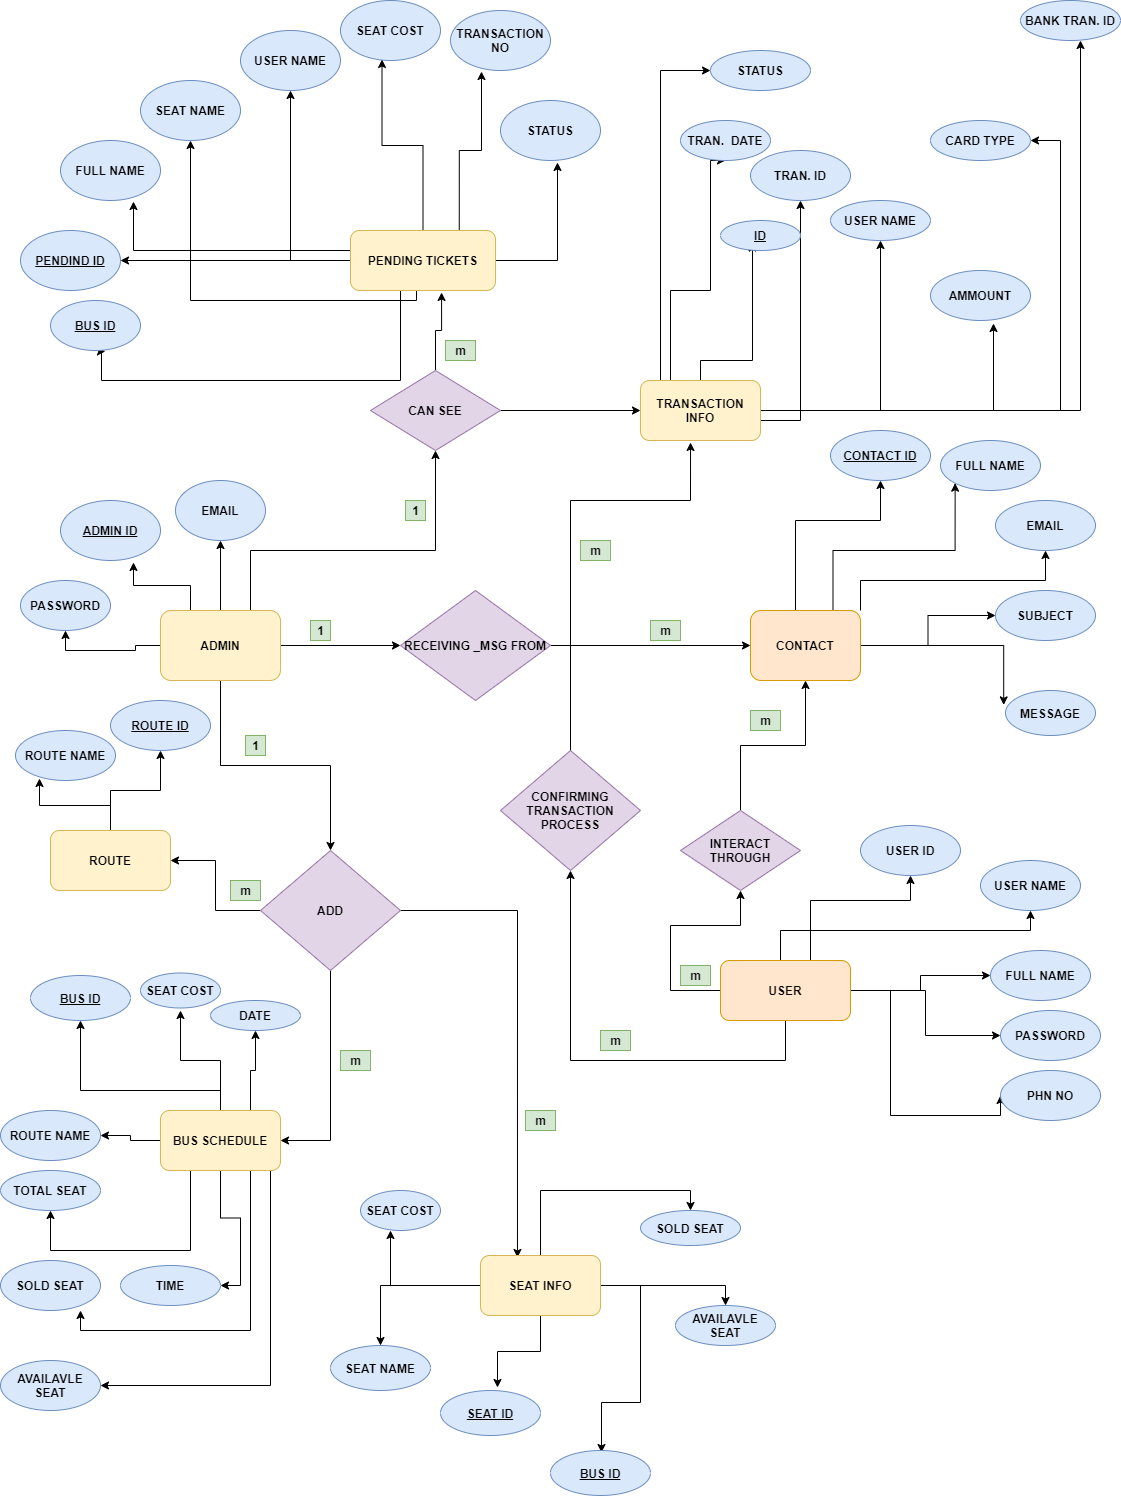 BANK TRAN. ID
SEAT COST
TRANSACTION
NO
USER NAME
STATUS
SEAT NAME
STATUS
TRAN.  DATE
CARD TYPE
FULL NAME
TRAN. ID
USER NAME
ID
PENDIND ID
PENDING TICKETS
AMMOUNT
BUS ID
m
CAN SEE
TRANSACTION
INFO
CONTACT ID
FULL NAME
1
EMAIL
ADMIN ID
EMAIL
m
PASSWORD
SUBJECT
1
m
ADMIN
RECEIVING _MSG FROM
CONTACT
MESSAGE
m
ROUTE ID
1
ROUTE NAME
CONFIRMING
TRANSACTION
PROCESS
INTERACT
THROUGH
USER ID
ROUTE
m
USER NAME
ADD
m
FULL NAME
USER
BUS ID
SEAT COST
DATE
PASSWORD
m
m
PHN NO
m
ROUTE NAME
BUS SCHEDULE
TOTAL SEAT
SEAT COST
SOLD SEAT
SOLD SEAT
TIME
SEAT INFO
AVAILAVLE
SEAT
SEAT NAME
AVAILAVLE
SEAT
SEAT ID
BUS ID